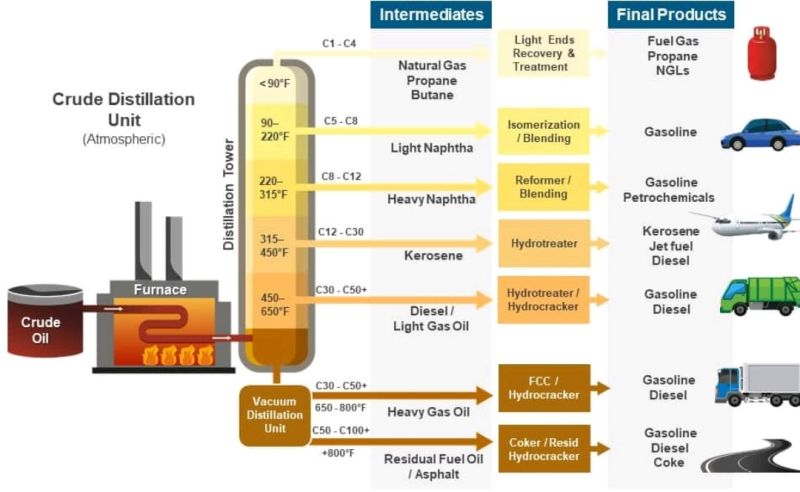 Intermediates
Final Products
Crude Distillation
Unit
(Atmospheric)
Distillation Tower
Furnace
Crude
Oil
< 90°F
90–
220°F
220–
315°F
315–
450°F
450–
650°F
Vacuum
Distillation
Unit
C1 - C4
Natural Gas
Propane
Butane
Light Ends
Recovery &
Treatment
Fuel Gas
Propane
NGLs
C5 - C8
Light Naphtha
Isomerization
/ Blending
Gasoline
C8 - C12
Heavy Naphtha
Reformer /
Blending
Gasoline
Petrochemicals
C12 - C30
Kerosene
Hydrotreater
Kerosene
Jet fuel
Diesel
C30 - C50+
Diesel /
Light Gas Oil
Hydrotreater /
Hydrocracker
Gasoline
Diesel
C30 - C50+
650-800°F
Heavy Gas Oil
FCC /
Hydrocracker
Gasoline
Diesel
C50 - C100+
+800°F
Residual Fuel Oil
/ Asphalt
Coker / Resid
Hydrocracker
Gasoline
Diesel
Coke